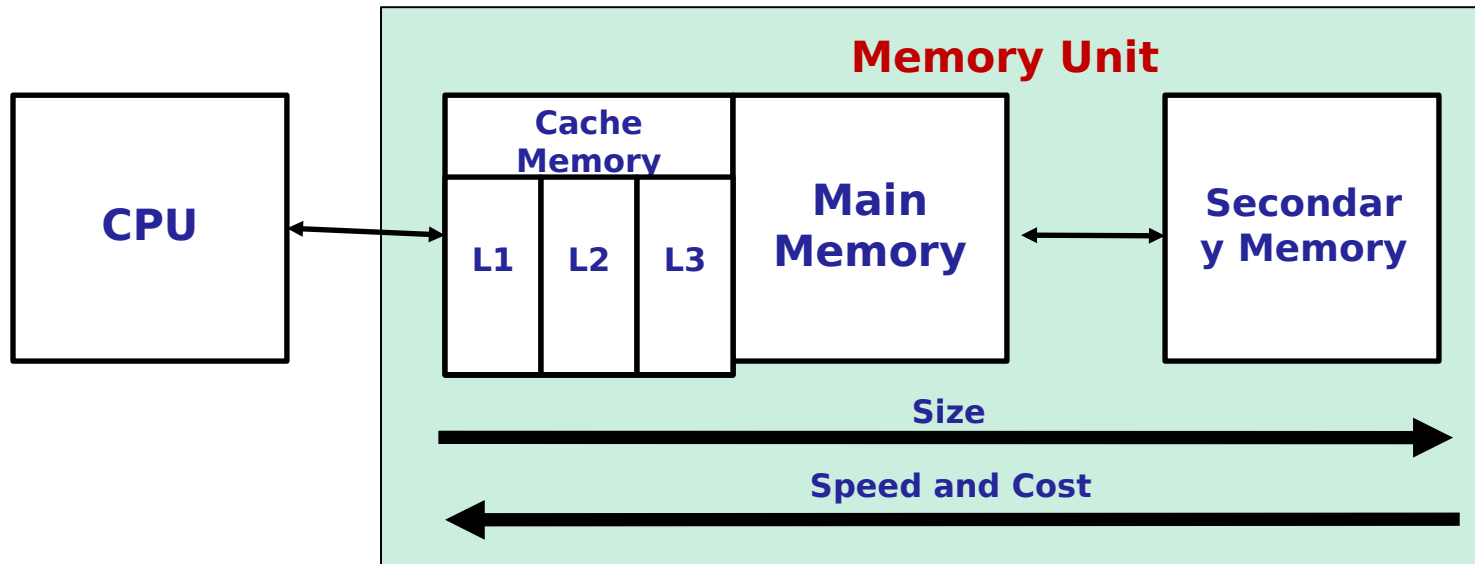 Memory Unit
CPU
Cache
Memory
L1
L2
L3
Main
Memory
Secondar
y Memory
Size
Speed and Cost